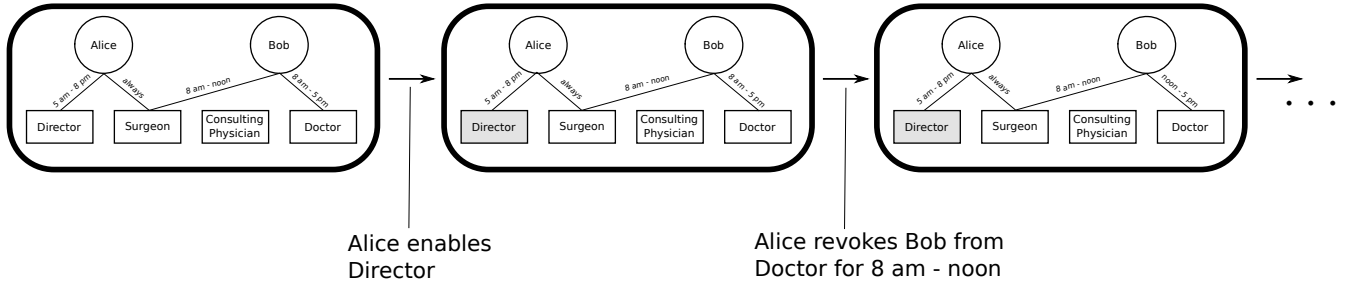 Alice
Bob
5 am - 8 pm
always
8 am - noon
8 am - 5 pm
Director
Surgeon
Consulting
Physician
Doctor
Alice
Bob
5 am - 8 pm
always
8 am - noon
8 am - 5 pm
Director
Surgeon
Consulting
Physician
Doctor
Alice
Bob
5 am - 8 pm
always
8 am - noon
noon - 5 pm
Director
Surgeon
Consulting
Physician
Doctor
. . .
Alice enables
Director
Alice revokes Bob from
Doctor for 8 am - noon